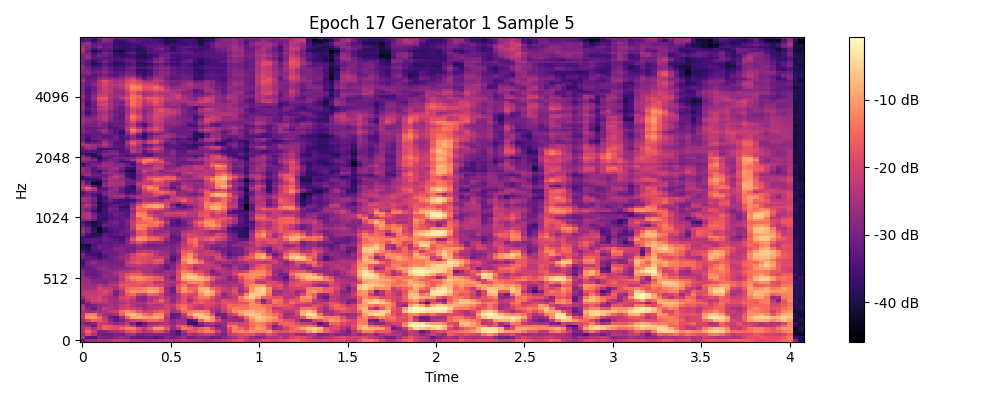 Epoch 17 Generator 1 Sample 5
Hz
4096
2048
1024
512
0
0 0.5 1 1.5 2 2.5 3 3.5 4
Time
-10 dB
-20 dB
-30 dB
-40 dB